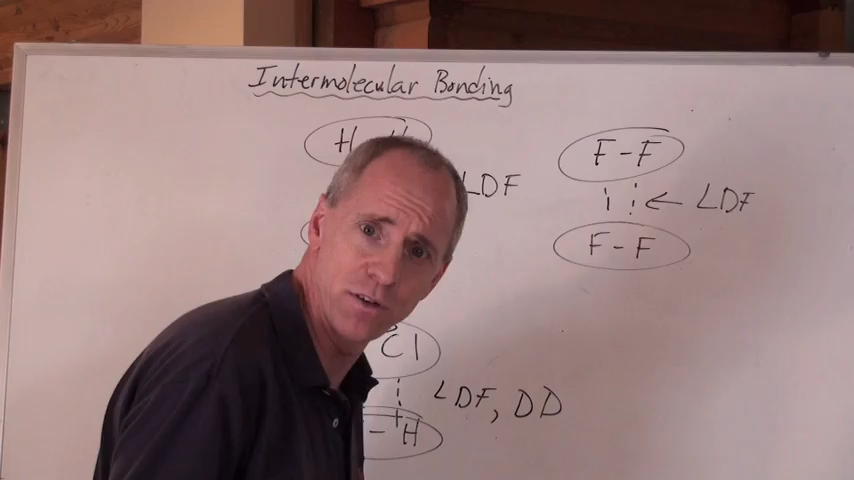 Intermolecular Bonding
H H
F-F
LDF
LDF
F-F
Cl
LDF, DD
- H